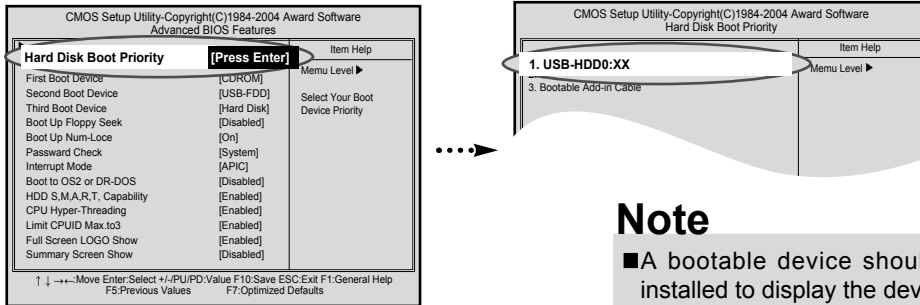 CMOS Setup Utility-Copyright(C)1984-2004 Award Software
Advanced BIOS Features
Hard Disk Boot Priority [Press Enter]
Item Help
First Boot Device [CDROM]
Second Boot Device [USB-FDD]
Third Boot Device [Hard Disk]
Boot Up Floppy Seek [Disabled]
Boot Up Num-Loce [On]
Passward Check [System]
Interrupt Mode [APIC]
Boot to OS2 or DR-DOS [Disabled]
HDD S,M,A,R,T, Capability [Enabled]
CPU Hyper-Threading [Enabled]
Limit CPUID Max.to3 [Enabled]
Full Screen LOGO Show [Enabled]
Summary Screen Show [Disabled]
Memu Level ▶
Select Your Boot
Device Priority
↑ ↓ →←:Move Enter:Select +/-/PU/PD:Value F10:Save ESC:Exit F1:General Help
F5:Previous Values F7:Optimized Defaults
CMOS Setup Utility-Copyright(C)1984-2004 Award Software
Hard Disk Boot Priority
Item Help
1. USB-HDD0:XX
Memu Level ▶
3. Bootable Add-in Cable
Note
■A bootable device shoul
installed to display the dev